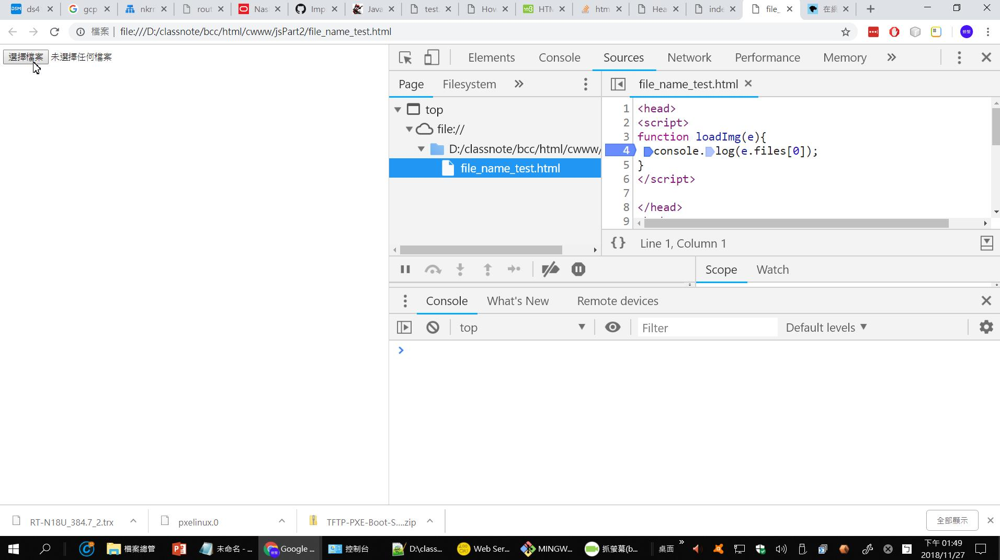 ds4
gcp
nkrr
rout
Nas
Imp
Java
test.
How
HTM
htm
Hea
inde
file_
在網
檔案
file:///D:/classnote/bcc/html/cwww/jsPart2/file_name_test.html
選擇檔案 未選擇任何檔案
Elements Console Sources Network Performance Memory
Page Filesystem
file_name_test.html
top
file://
D:/classnote/bcc/html/cwww/
file_name_test.html
1 <head>
2 <script>
3 function loadImg(e){
4 console.log(e.files[0]);
5 }
6 </script>
7
8 </head>
9
{} Line 1, Column 1
Scope Watch
Console What's New Remote devices
top Filter Default levels
RT-N18U_384.7_2.trx
pxelinux.0
TFTP-PXE-Boot-S....zip
全部顯示
檔案總管
未命名 - ...
Google ...
控制台
D:\class...
Web Ser...
MINGW...
抓螢幕(b...
桌面
下午 01:49
2018/11/27